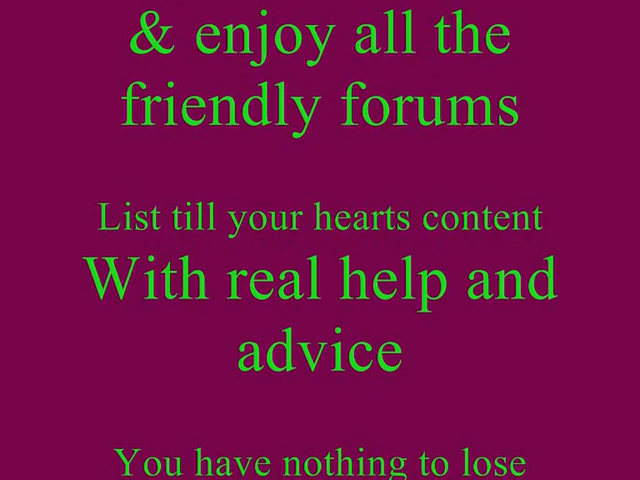 & enjoy all the
friendly forums
List till your hearts content
With real help and
advice
You have nothing to lose